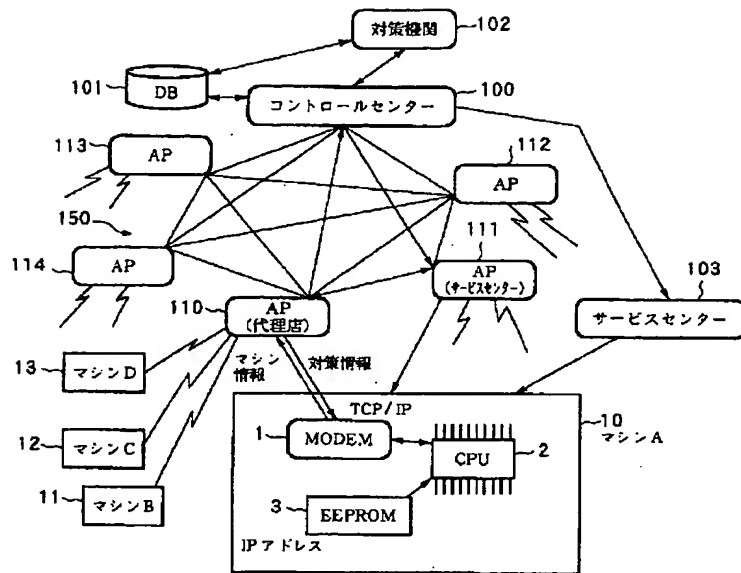 対策機関 102
101 DB
コントロールセンター 100
113 AP
AP 112
150
114 AP
AP 111
(サービスセンター)
103
サービスセンター
110 AP
(代理店)
マシン
情報
対策情報
13 マシンD
12 マシンC
11 マシンB
TCP/IP
10
マシンA
1 MODEM
CPU 2
3 EEPROM
IPアドレス